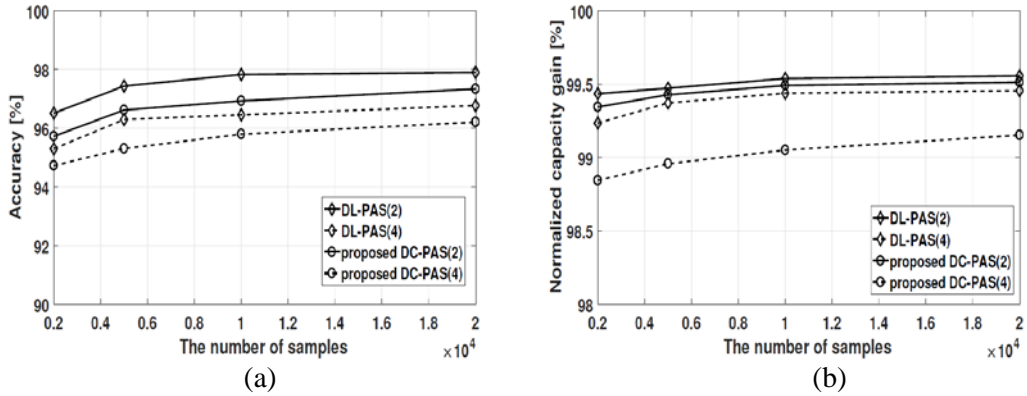 100
98
96
94
92
90
Accuracy [%]
DL-PAS(2)
DL-PAS(4)
proposed DC-PAS(2)
proposed DC-PAS(4)
0.2 0.4 0.6 0.8 1 1.2 1.4 1.6 1.8 2
The number of samples
×10^4
(a)
100
99.5
99
98.5
98
Normalized capacity gain [%]
DL-PAS(2)
DL-PAS(4)
proposed DC-PAS(2)
proposed DC-PAS(4)
0.2 0.4 0.6 0.8 1 1.2 1.4 1.6 1.8 2
The number of samples
×10^4
(b)